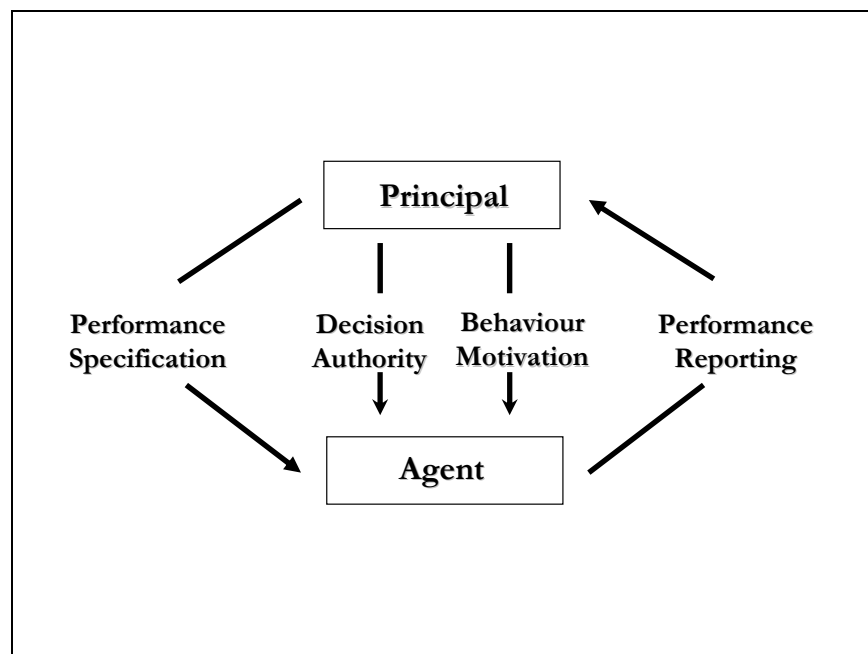 Principal
Performance
Specification
Decision
Authority
Behaviour
Motivation
Performance
Reporting
Agent